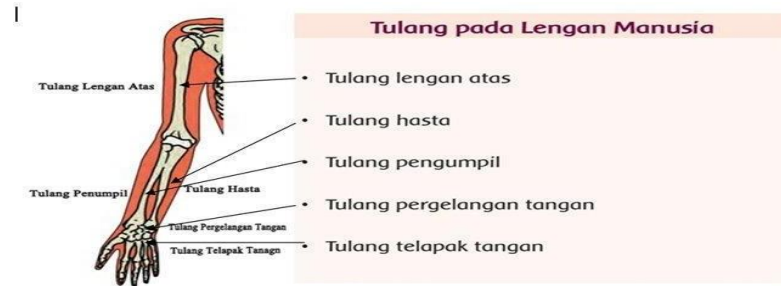 Tulang pada Lengan Manusia
Tulang Lengan Atas
• Tulang lengan atas
• Tulang hasta
• Tulang pengumpil
Tulang Penumpil
Tulang Hasta
• Tulang pergelangan tangan
Tulang Pergelangan Tangan
Tulang Telapak Tanagn
• Tulang telapak tangan